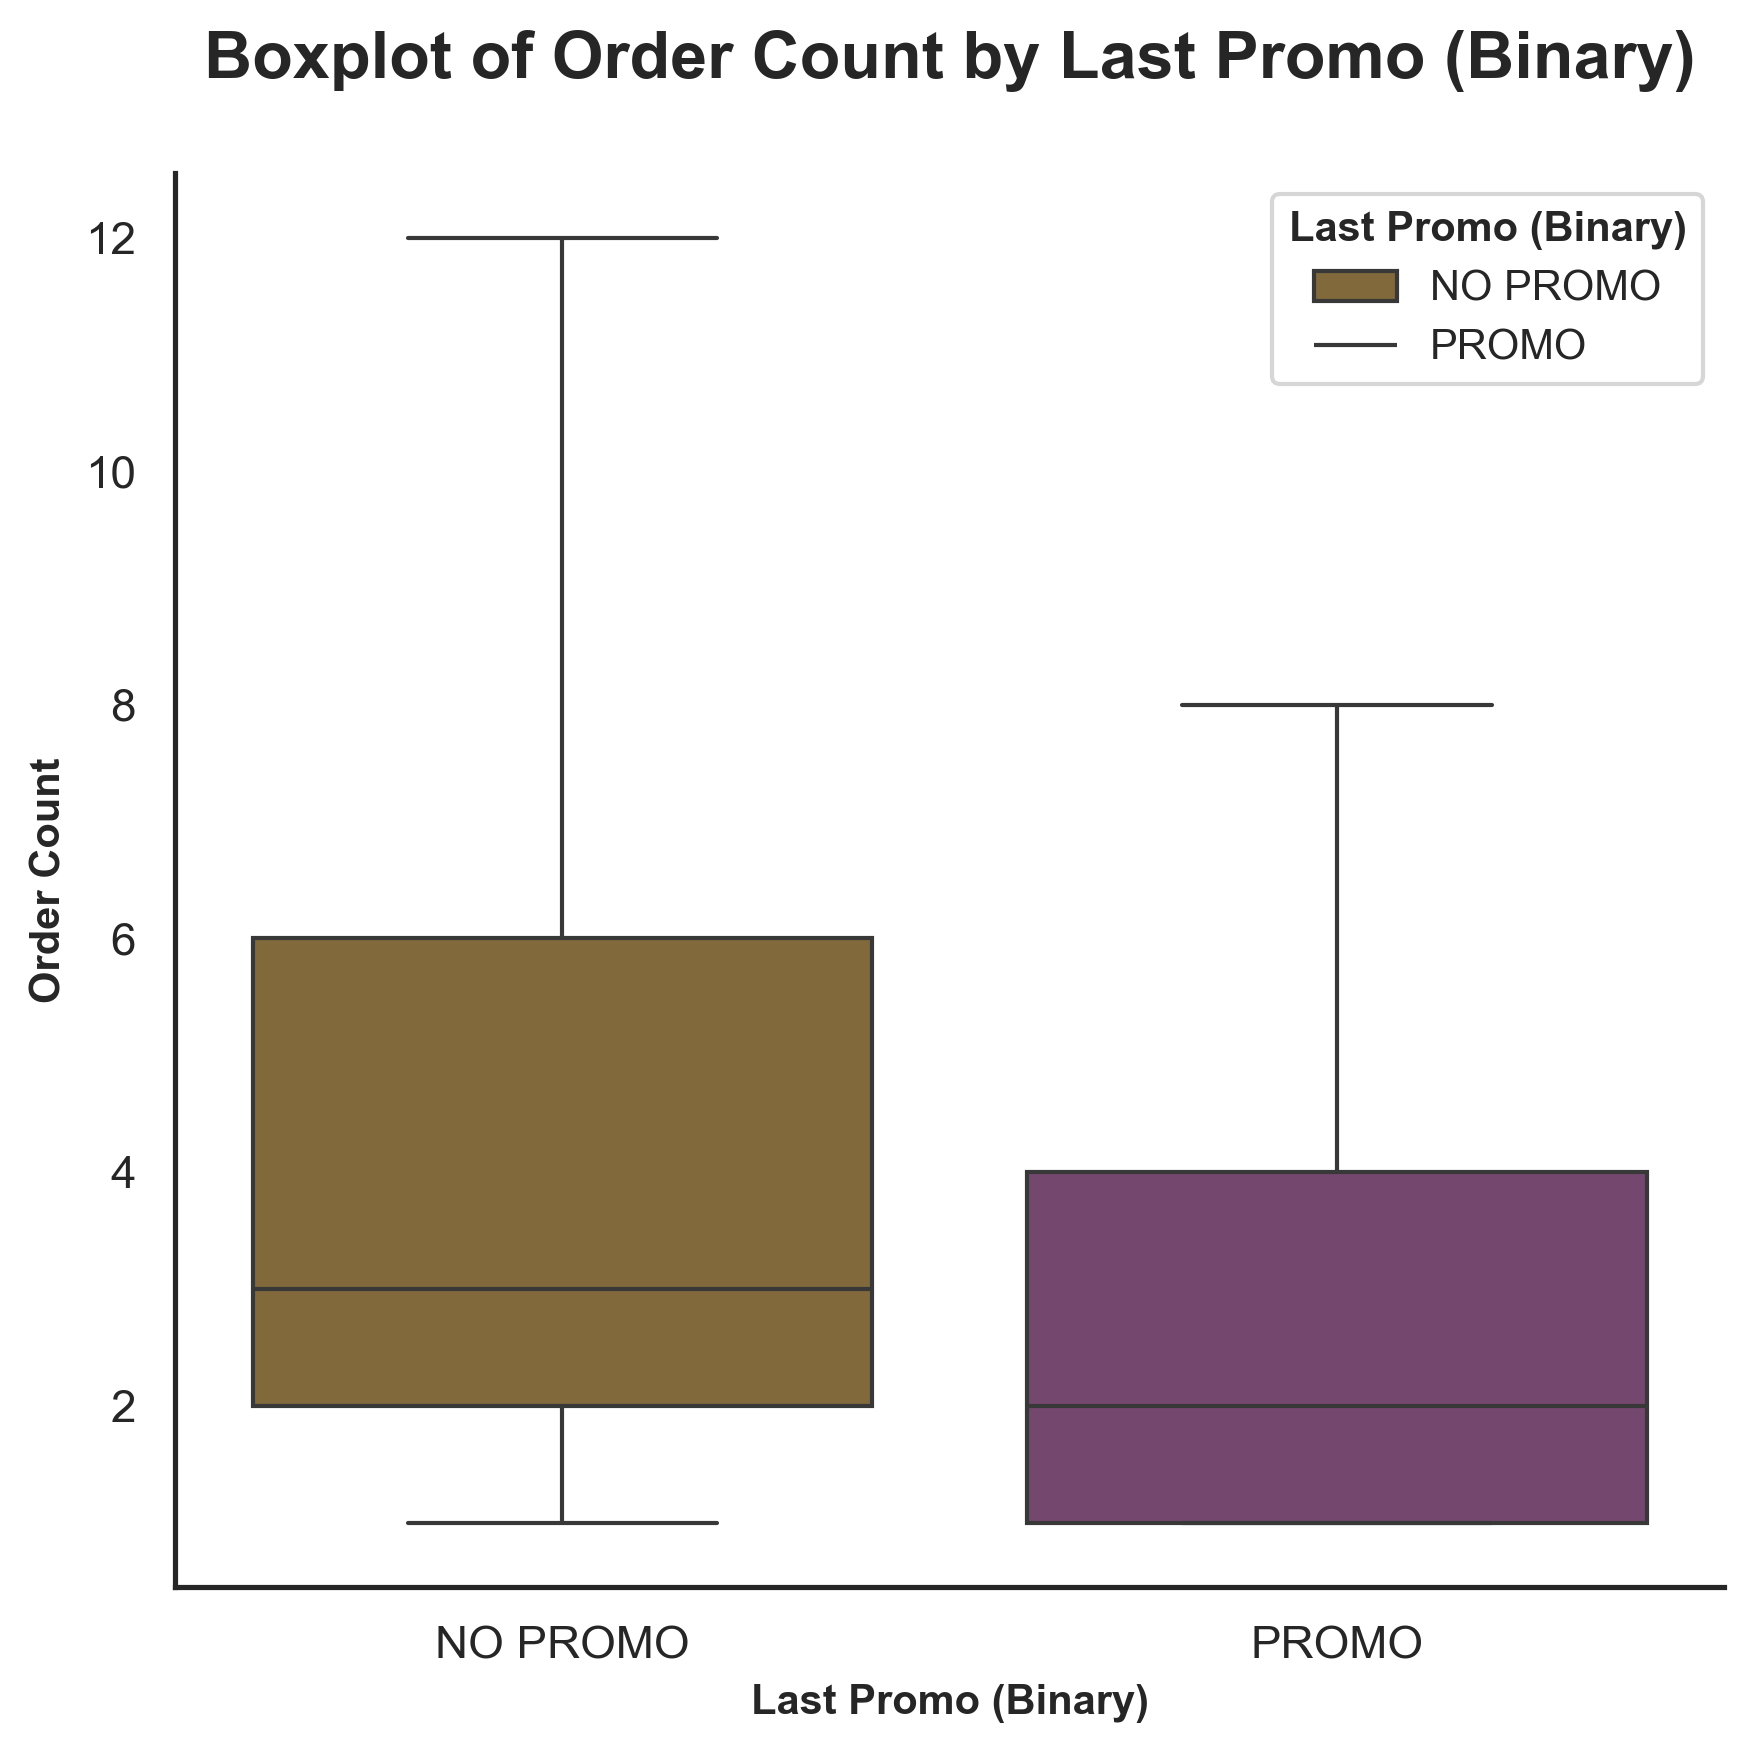 Boxplot of Order Count by Last Promo (Binary)
Last Promo (Binary)
NO PROMO
PROMO
12
10
8
6
4
2
Order Count
NO PROMO
PROMO
Last Promo (Binary)